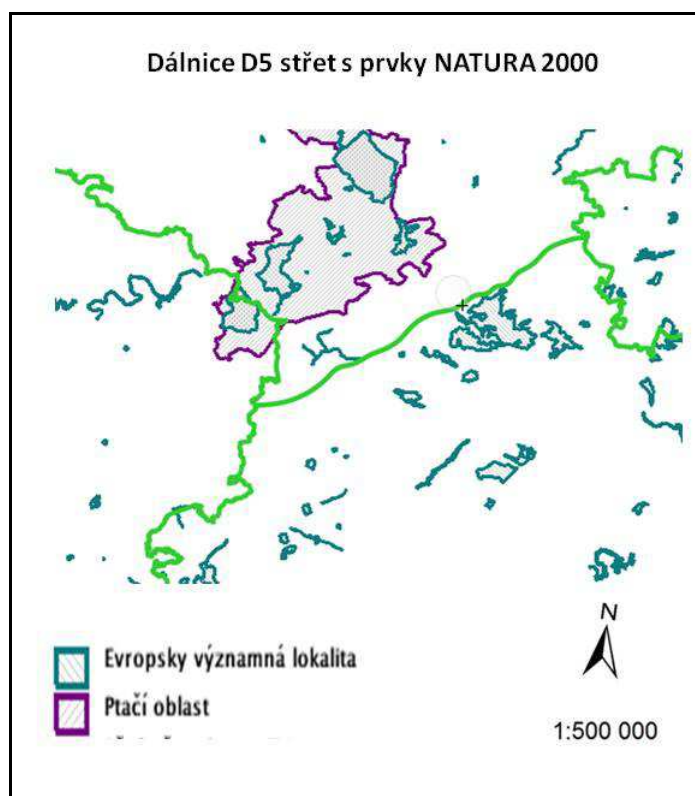 Dálnice D5 střet s prvky NATURA 2000
N
Evropsky významná lokalita
Ptačí oblast
1:500 000